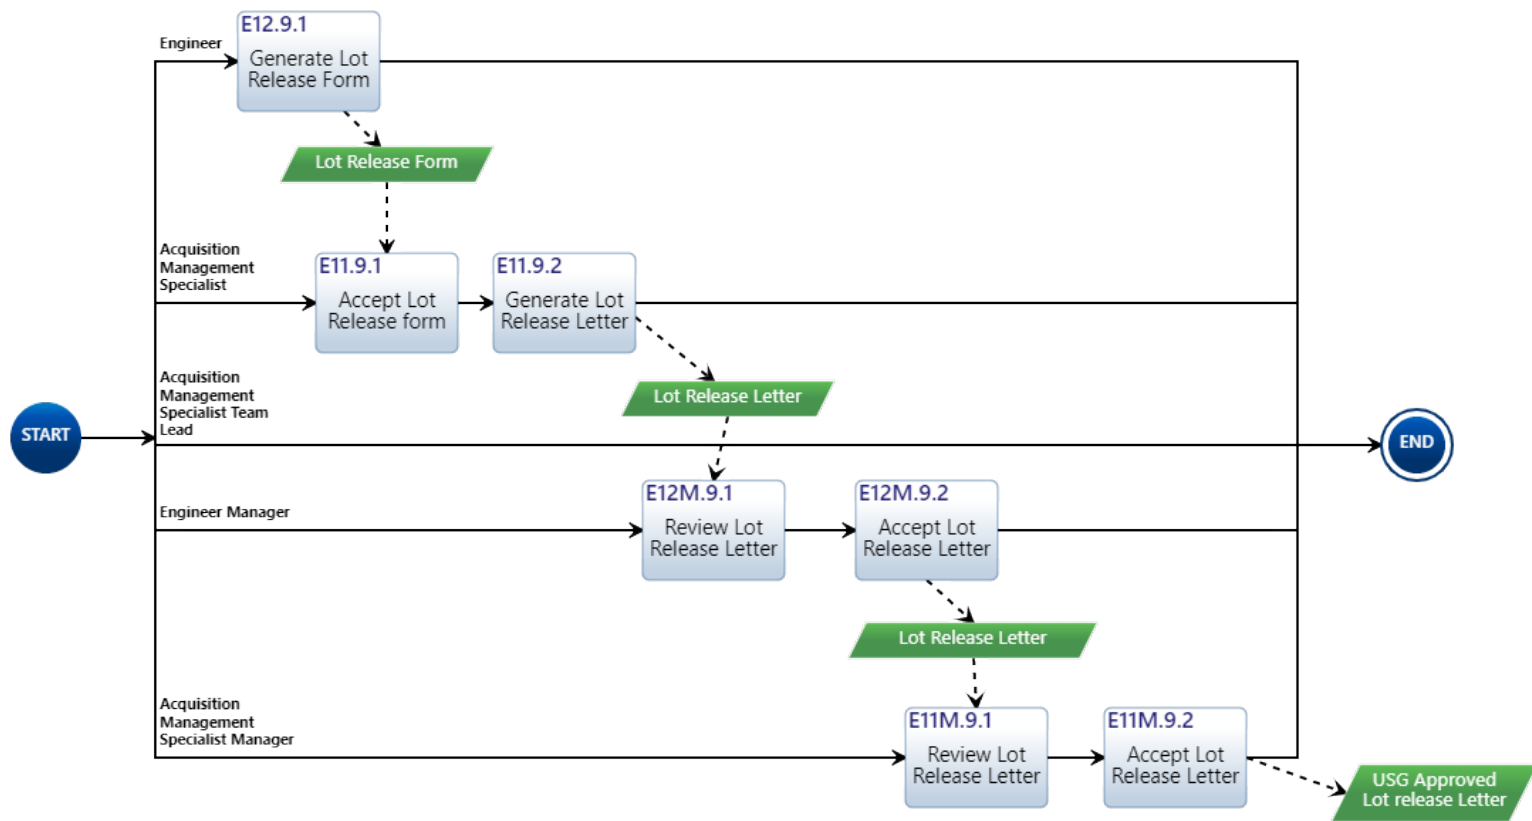 E12.9.1
Engineer
Generate Lot
Release Form
Lot Release Form
Acquisition
Management
Specialist
E11.9.1
Accept Lot
Release form
E11.9.2
Generate Lot
Release Letter
Acquisition
Management
Specialist Team
Lead
Lot Release Letter
START
END
Engineer Manager
E12M.9.1
Review Lot
Release Letter
E12M.9.2
Accept Lot
Release Letter
Lot Release Letter
Acquisition
Management
Specialist Manager
E11M.9.1
Review Lot
Release Letter
E11M.9.2
Accept Lot
Release Letter
USG Approved
Lot release Letter